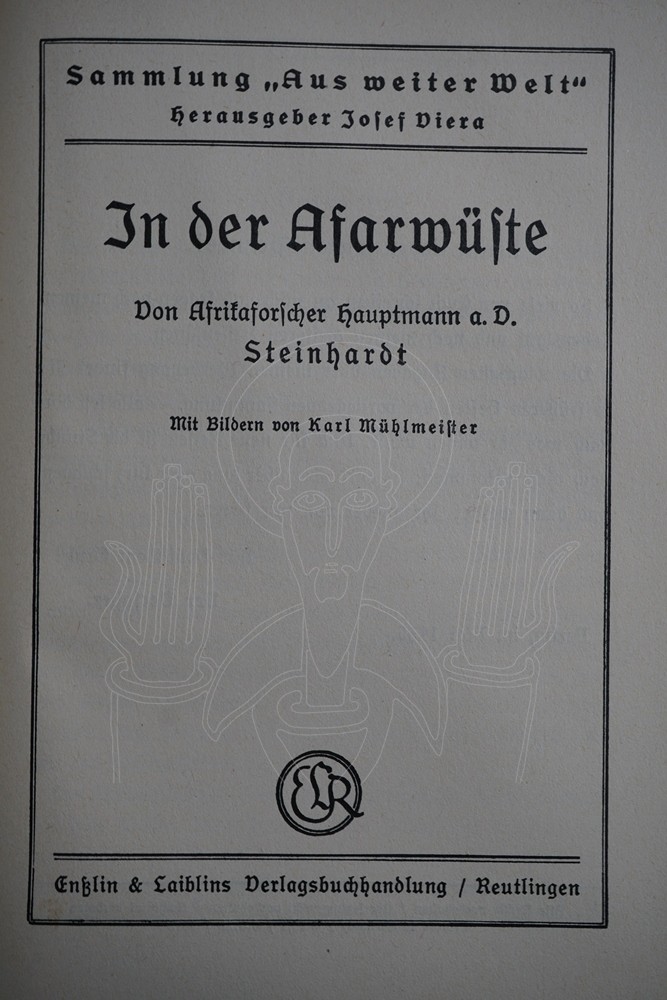 Sammlung „Aus weiter Welt“
Herausgeber Josef Viera
In der Afarwüste
Von Afrikaforscher Hauptmann a. D.
Steinhardt
Mit Bildern von Karl Mühlmeister
ELR
Enßlin & Laiblins Verlagsbuchhandlung / Reutlingen